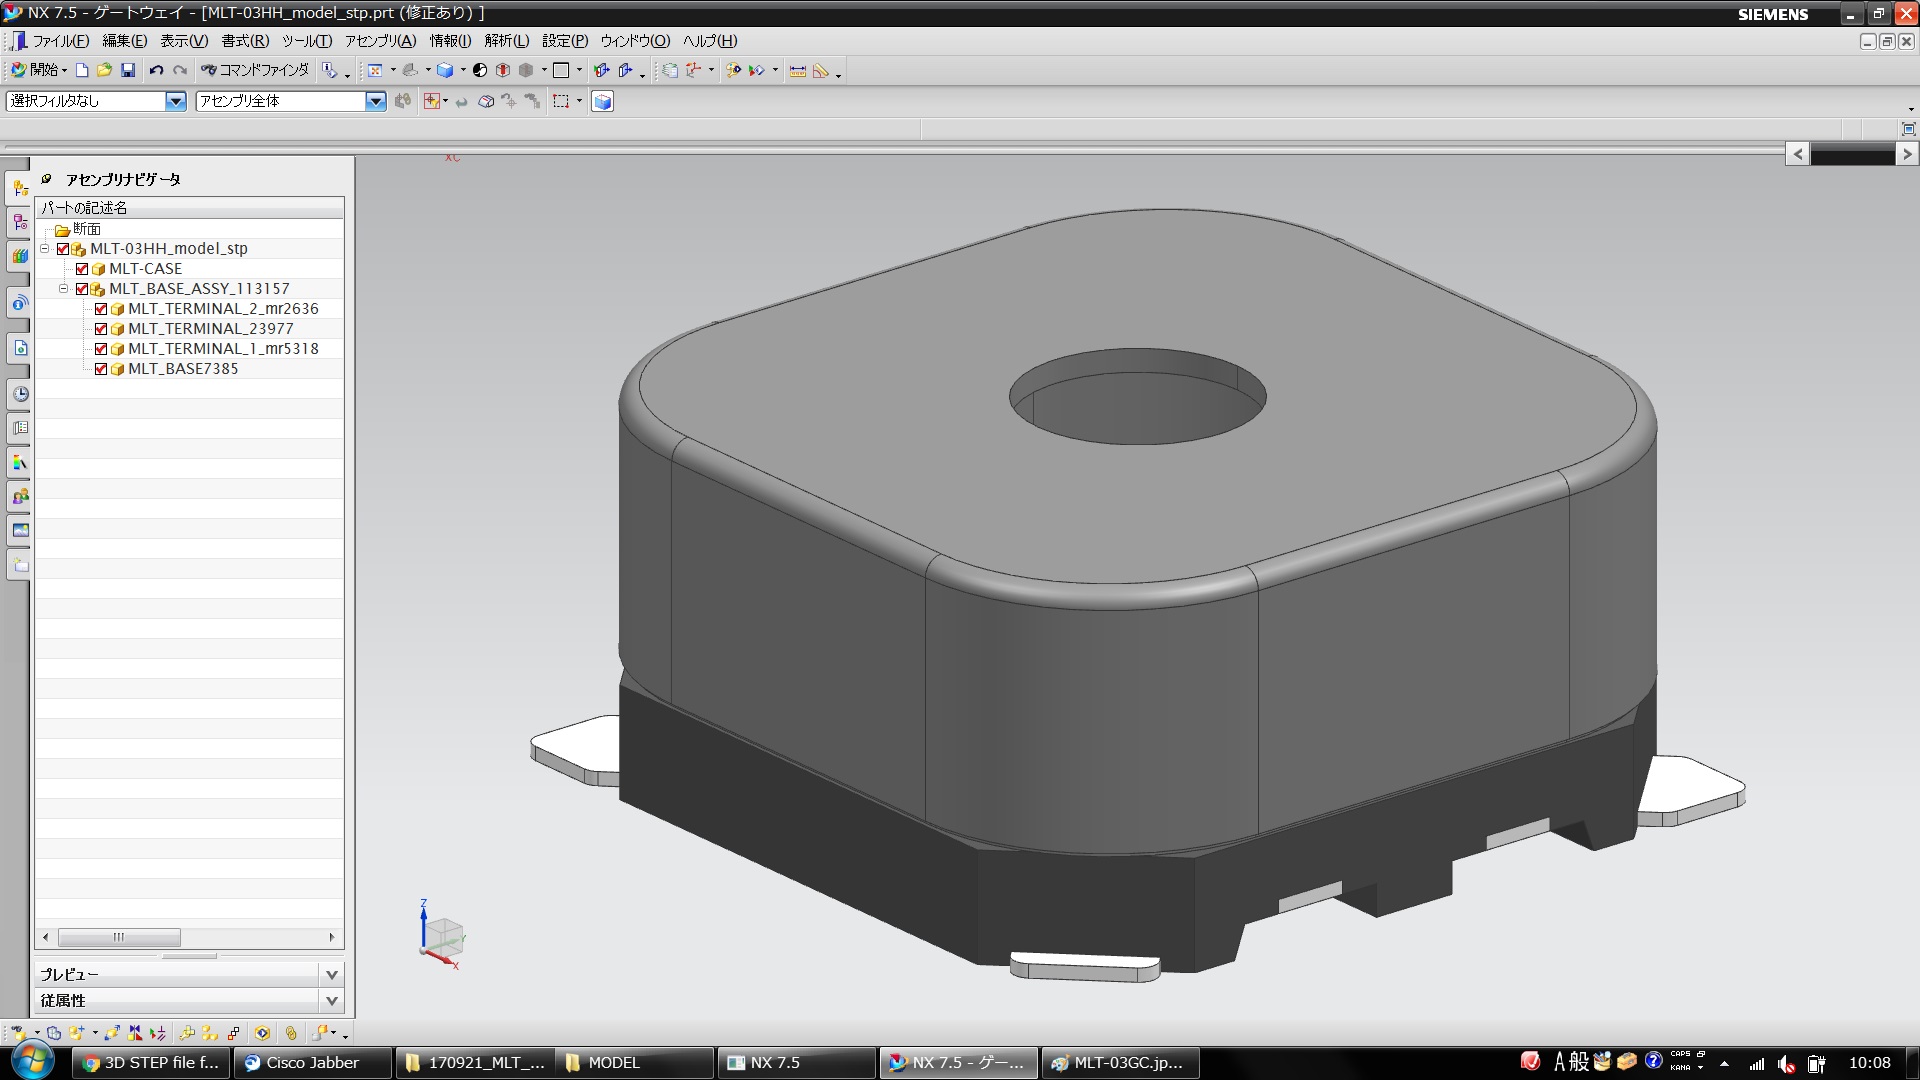 NX 7.5 - ゲートウェイ - [MLT-03HH_model_stp.prt (修正あり) ]
SIEMENS
ファイル(F) 編集(E) 表示(V) 書式(R) ツール(T) アセンブリ(A) 情報(I) 解析(L) 設定(P) ウィンドウ(O) ヘルプ(H)
開始 コマンドファインダ
選択フィルタなし アセンブリ全体
XC
アセンブリナビゲータ
パートの記述名
断面
MLT-03HH_model_stp
MLT-CASE
MLT_BASE_ASSY_113157
MLT_TERMINAL_2_mr2636
MLT_TERMINAL_23977
MLT_TERMINAL_1_mr5318
MLT_BASE7385
Z
Y
X
プレビュー
従属性
3D STEP file f... Cisco Jabber 170921_MLT_... MODEL NX 7.5 NX 7.5 - ゲー... MLT-03GC.jp... A 般 CAPS KANA 10:08